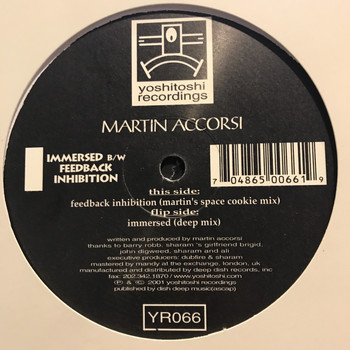 yoshitoshi
recordings
MARTIN ACCORSI
IMMERSED B/W
FEEDBACK
INHIBITION
7 04865 00661 9
this side:
feedback inhibition (martin's space cookie mix)
flip side:
immersed (deep mix)
written and produced by martin accorsi
thanks to barry robb, sharam's girlfriend brigid,
john digweed, sharam and ali
executive producers: dubfire & sharam
mastered by mandy at the exchange, london, uk
manufactured and distributed by deep dish records, inc
fax: 202.342.1870 / www.yoshitoshi.com
℗ & © 2001 yoshitoshi recordings
published by dish deep music(ascap)
YR066